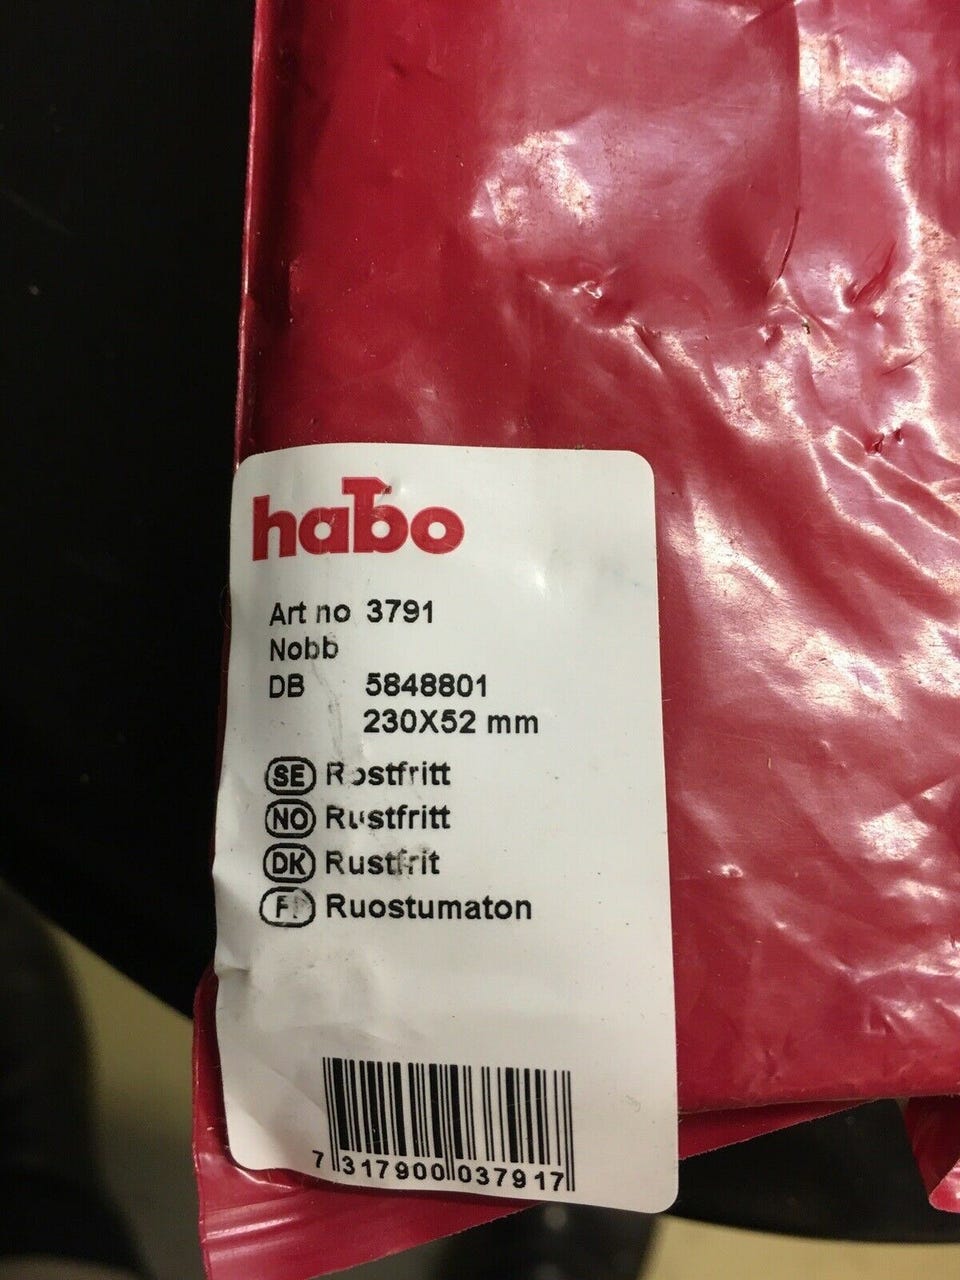 habo
Art no 3791
Nobb
DB 5848801
230X52 mm
SE Rostfritt
NO Rustfritt
DK Rustfrit
FI Ruostumaton
7 317900 037917